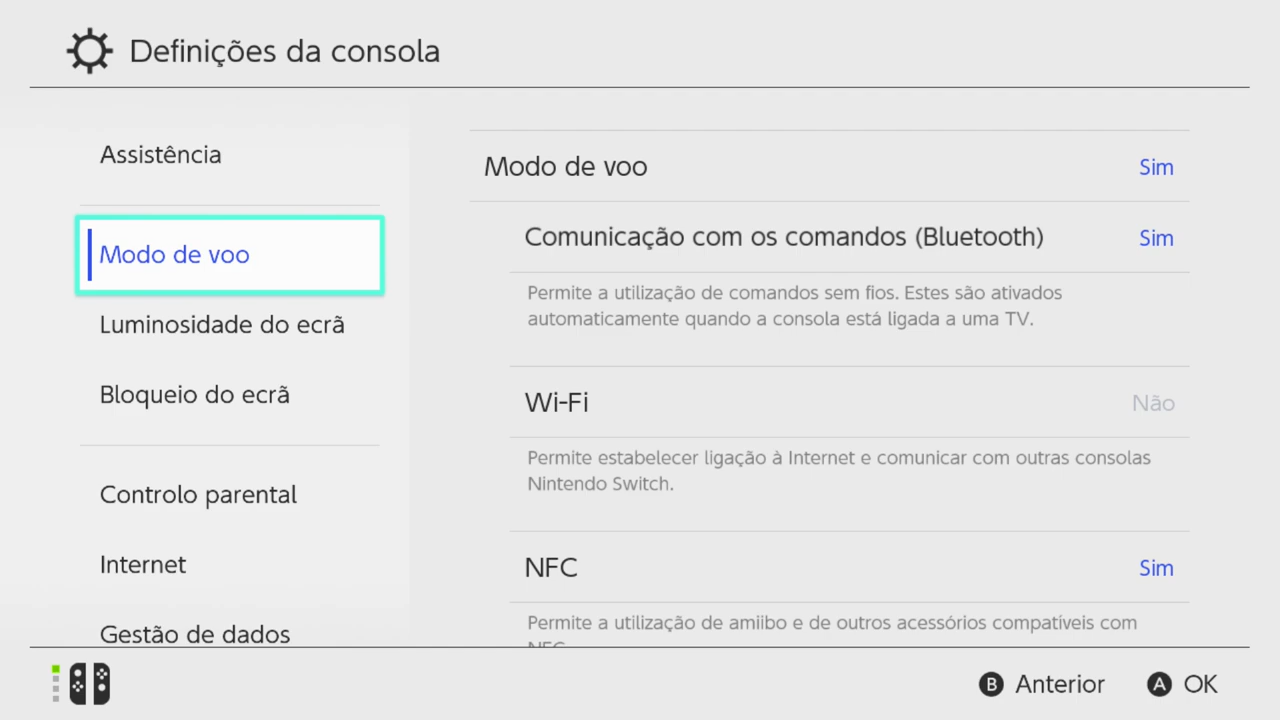 Definições da consola
Assistência
Modo de voo
Luminosidade do ecrã
Bloqueio do ecrã
Controlo parental
Internet
Gestão de dados
Modo de voo Sim
Comunicação com os comandos (Bluetooth) Sim
Permite a utilização de comandos sem fios. Estes são ativados
automaticamente quando a consola está ligada a uma TV.
Wi-Fi Não
Permite estabelecer ligação à Internet e comunicar com outras consolas
Nintendo Switch.
NFC Sim
Permite a utilização de amiibo e de outros acessórios compatíveis com
NFC.
B Anterior A OK